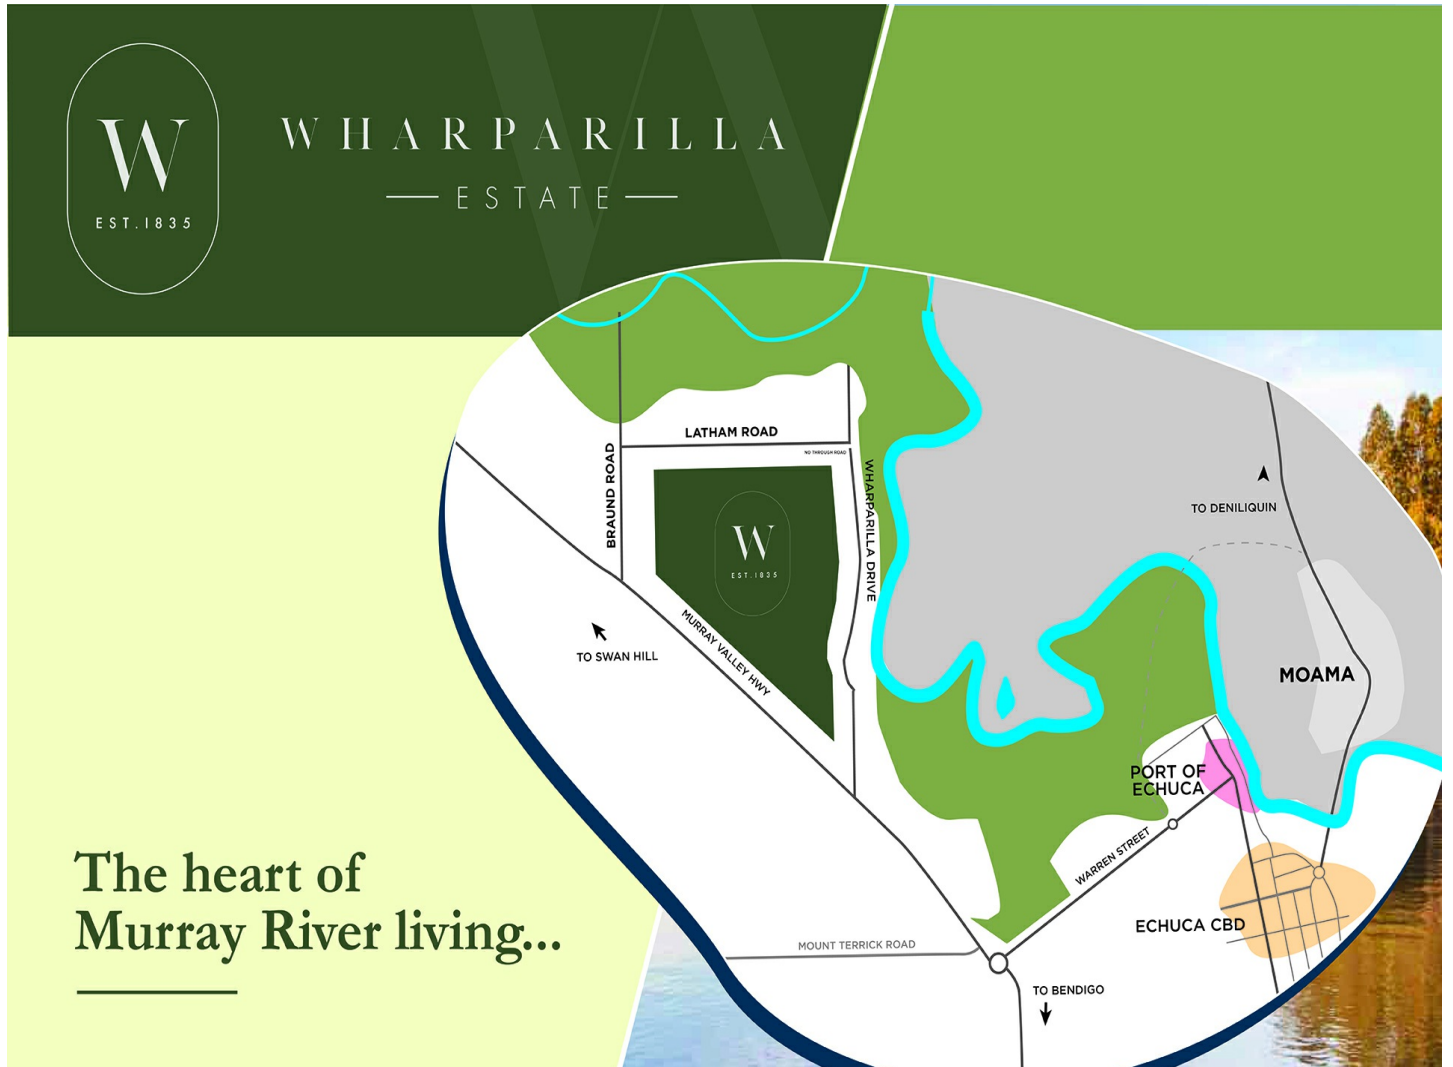 W
EST.1835
WHARPARILLA
ESTATE
LATHAM ROAD
NO THROUGH ROAD
BRAUND ROAD
WHARPARILLA DRIVE
W
EST.1835
MURRAY VALLEY HWY
TO SWAN HILL
TO DENILIQUIN
MOAMA
PORT OF
ECHUCA
WARREN STREET
ECHUCA CBD
MOUNT TERRICK ROAD
TO BENDIGO
The heart of
Murray River living...